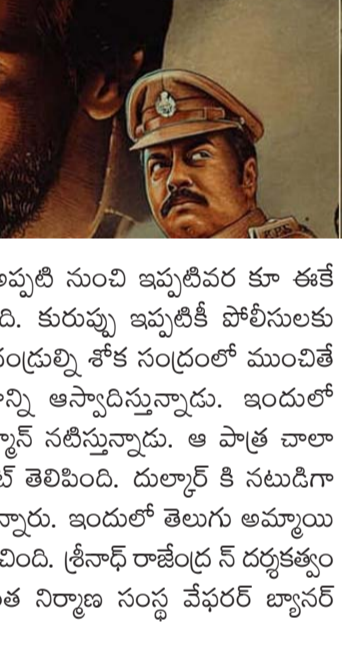 అప్పటి నుంచి ఇప్పటివర కూ ఈకే
ది. కురుప్పు ఇప్పటికీ పోలీసులకు
ండ్రుల్ని శోక సంద్రంలో ముంచితే
న్ని ఆస్వాదిస్తున్నాడు. ఇందులో
్మాన్ నటిస్తున్నాడు. ఆ పాత్ర చాలా
ట్ తెలిపింది. దుల్కార్ కి నటుడిగా
న్నారు. ఇందులో తెలుగు అమ్మాయి
చింది. శ్రీనాధ్ రాజేంద్ర న్ దర్శకత్వం
త నిర్మాణ సంస్థ వేఫరర్ బ్యానర్